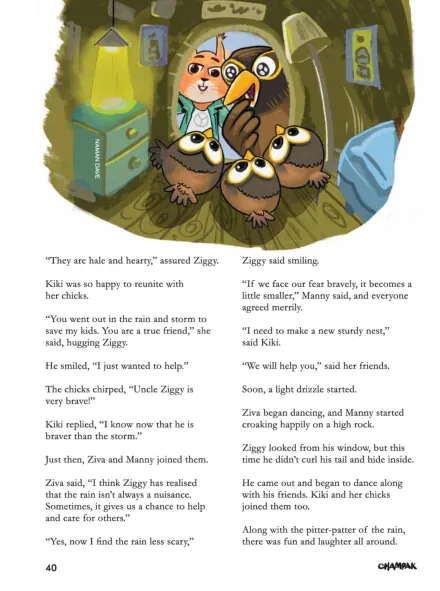 NAMAN DAVE
“They are hale and hearty,” assured Ziggy.
Kiki was so happy to reunite with
her chicks.
“You went out in the rain and storm to
save my kids. You are a true friend,” she
said, hugging Ziggy.
He smiled, “I just wanted to help.”
The chicks chirped, “Uncle Ziggy is
very brave!”
Kiki replied, “I know now that he is
braver than the storm.”
Just then, Ziva and Manny joined them.
Ziva said, “I think Ziggy has realised
that the rain isn’t always a nuisance.
Sometimes, it gives us a chance to help
and care for others.”
“Yes, now I find the rain less scary,”
Ziggy said smiling.
“If we face our fear bravely, it becomes a
little smaller,” Manny said, and everyone
agreed merrily.
“I need to make a new sturdy nest,”
said Kiki.
“We will help you,” said her friends.
Soon, a light drizzle started.
Ziva began dancing, and Manny started
croaking happily on a high rock.
Ziggy looked from his window, but this
time he didn’t curl his tail and hide inside.
He came out and began to dance along
with his friends. Kiki and her chicks
joined them too.
Along with the pitter-patter of the rain,
there was fun and laughter all around.
40
CHAMPAK